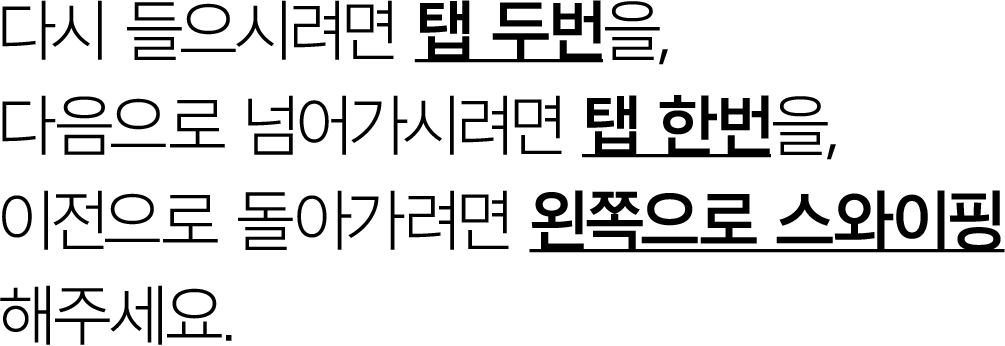 다시 들으시려면 탭 두번을,
다음으로 넘어가시려면 탭 한번을,
이전으로 돌아가려면 왼쪽으로 스와이핑
해주세요.